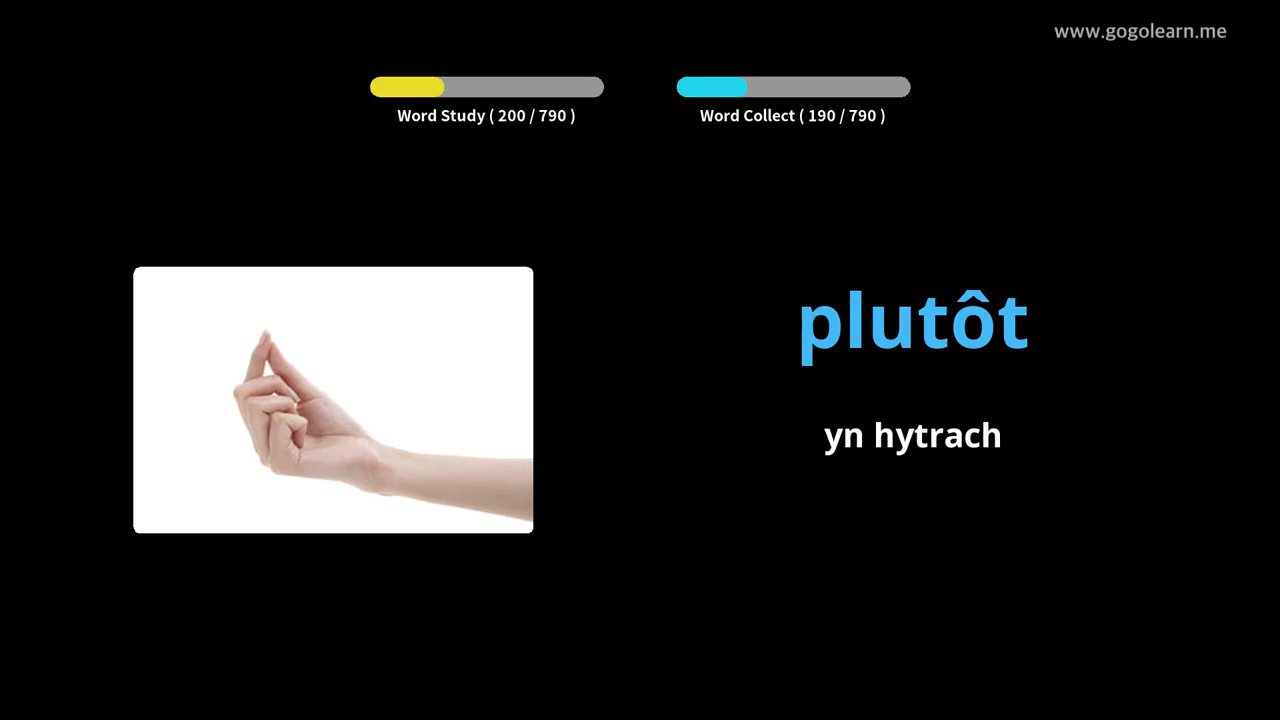 www.gogolearn.me
Word Study ( 200 / 790 )
Word Collect ( 190 / 790 )
plutôt
yn hytrach